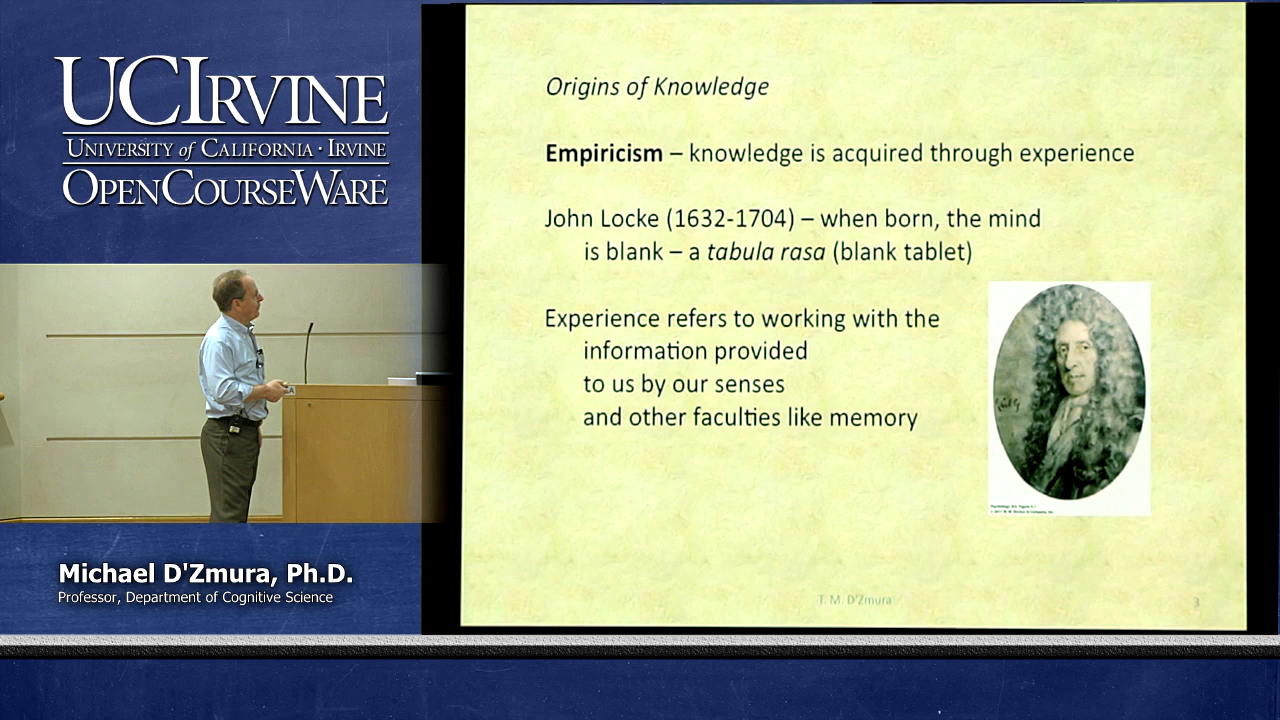 UCIRVINE
UNIVERSITY of CALIFORNIA · IRVINE
OPENCOURSEWARE
Michael D'Zmura, Ph.D.
Professor, Department of Cognitive Science
Origins of Knowledge
Empiricism – knowledge is acquired through experience
John Locke (1632-1704) – when born, the mind
is blank – a tabula rasa (blank tablet)
Experience refers to working with the
information provided
to us by our senses
and other faculties like memory
T. M. D'Zmura
3